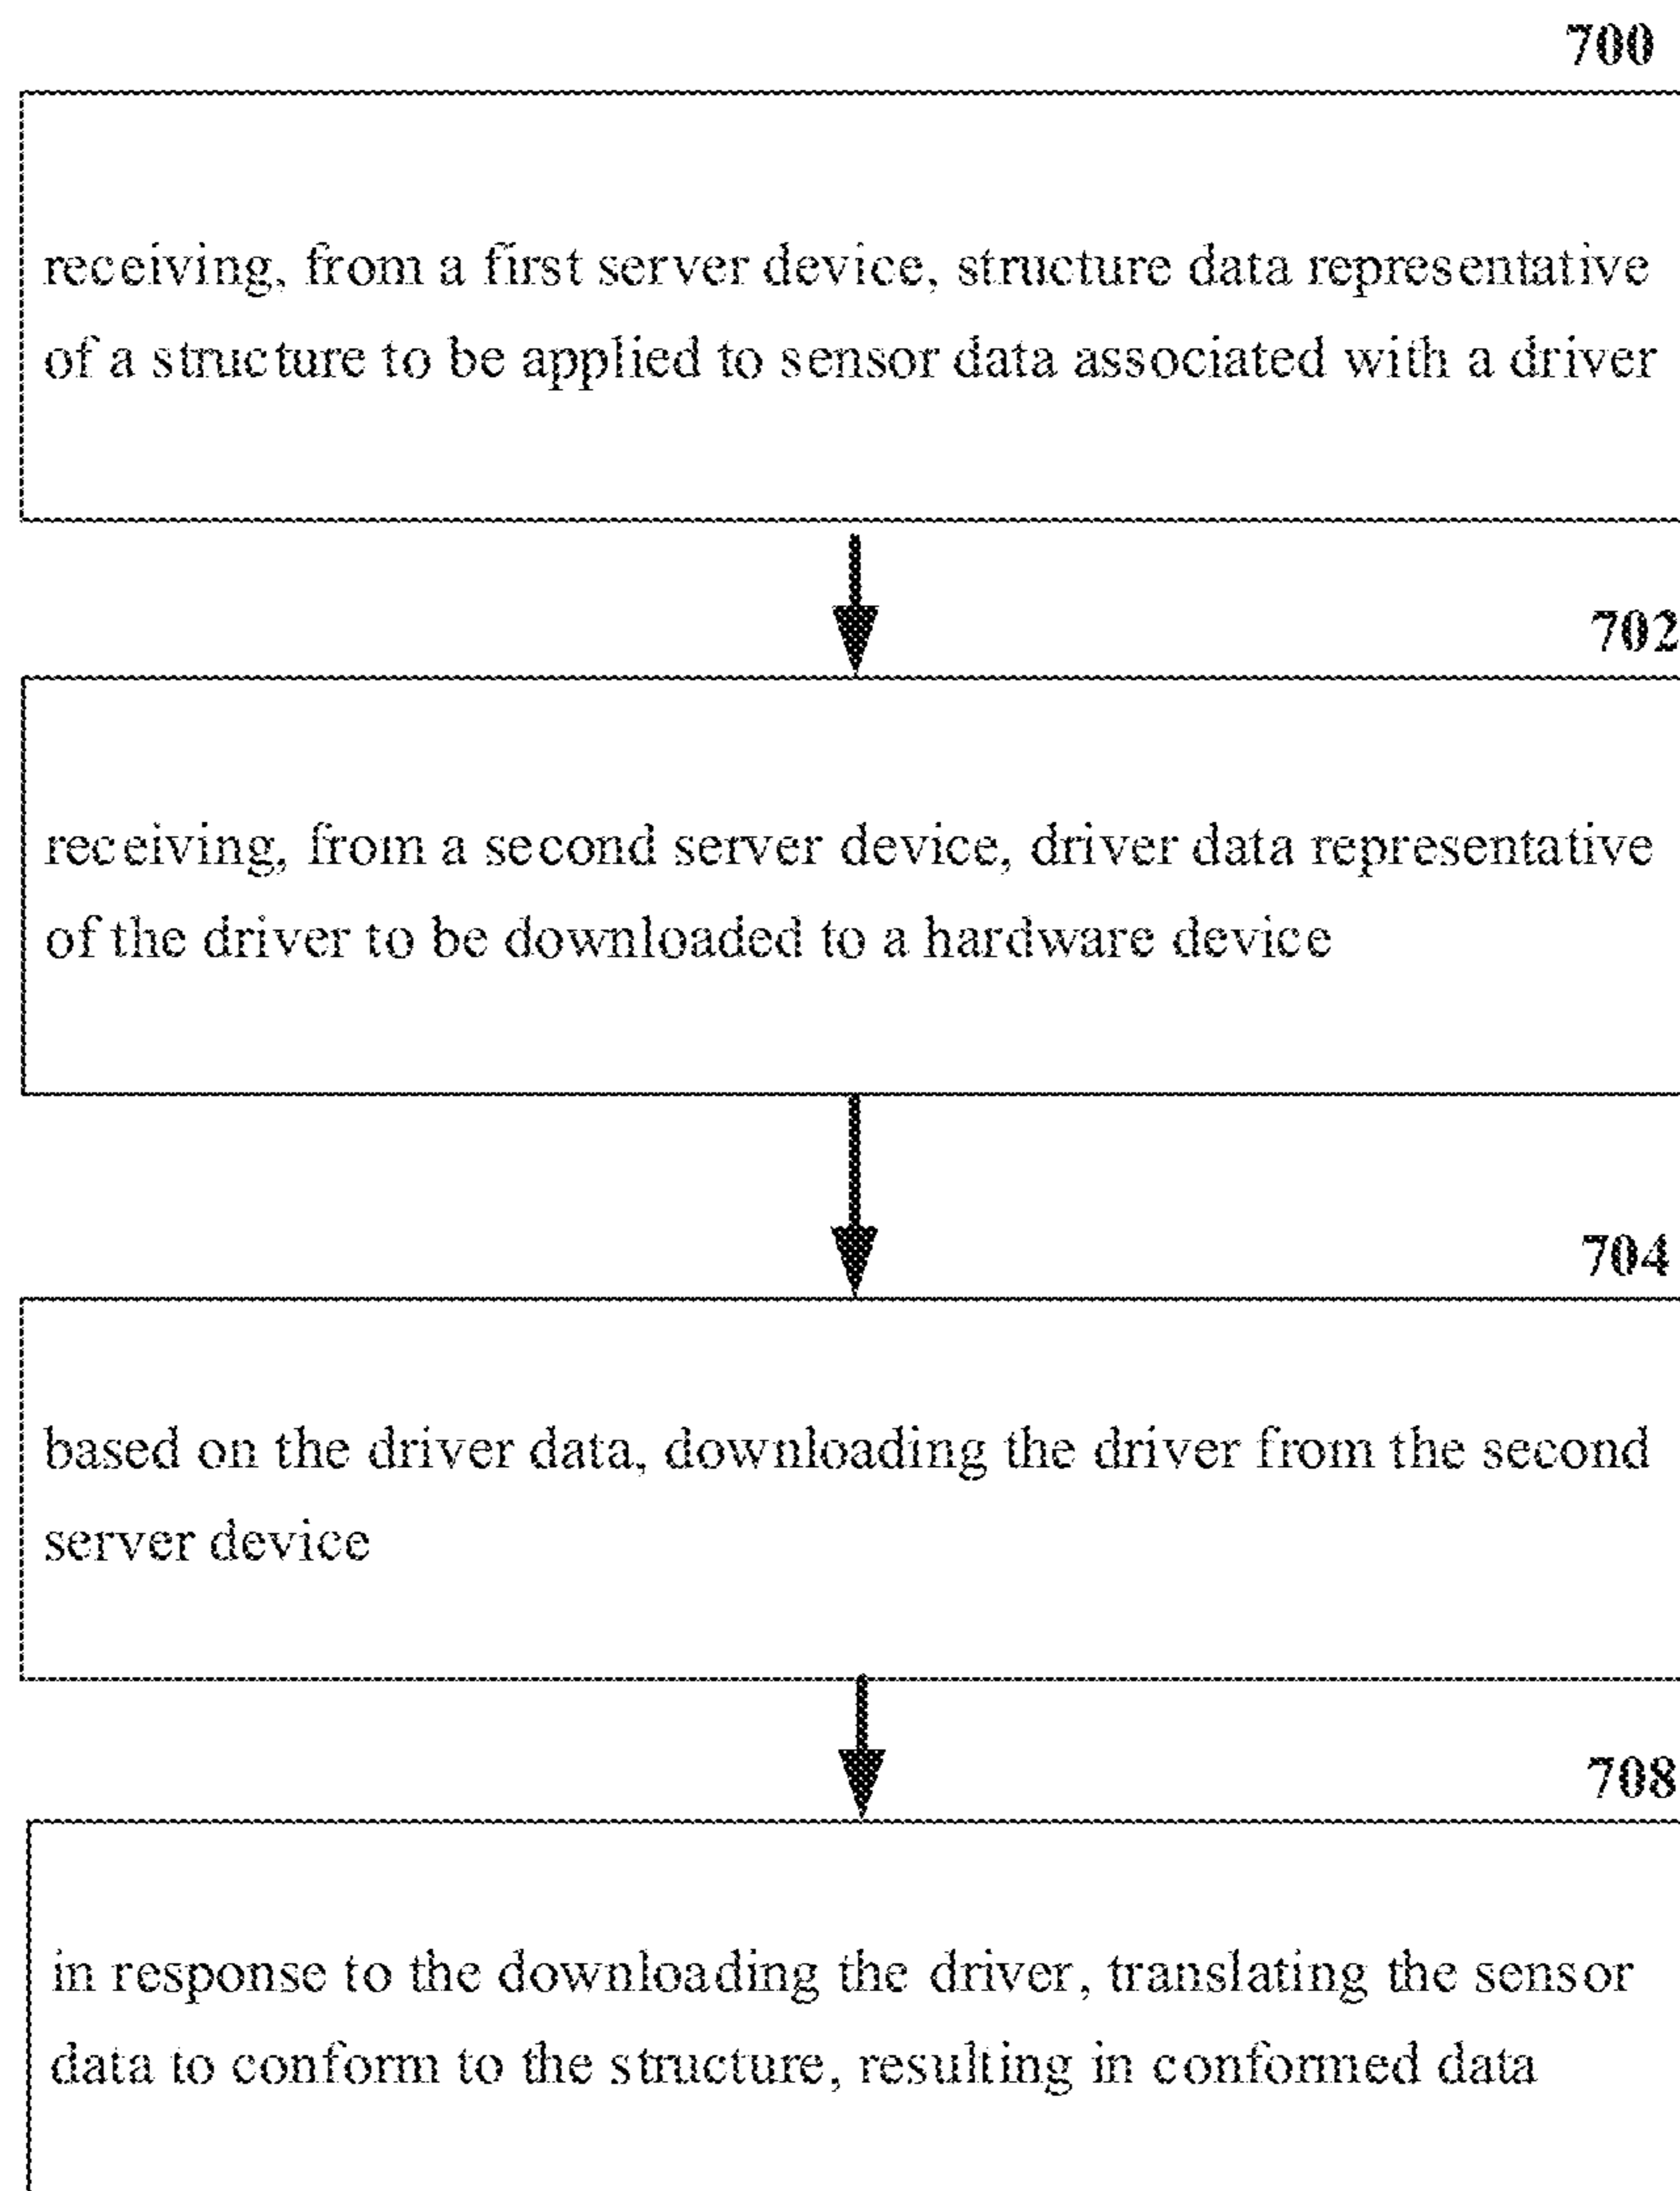 700
receiving, from a first server device, structure data representative
of a structure to be applied to sensor data associated with a driver
702
receiving, from a second server device, driver data representative
of the driver to be downloaded to a hardware device
704
based on the driver data, downloading the driver from the second
server device
708
in response to the downloading the driver, translating the sensor
data to conform to the structure, resulting in conformed data